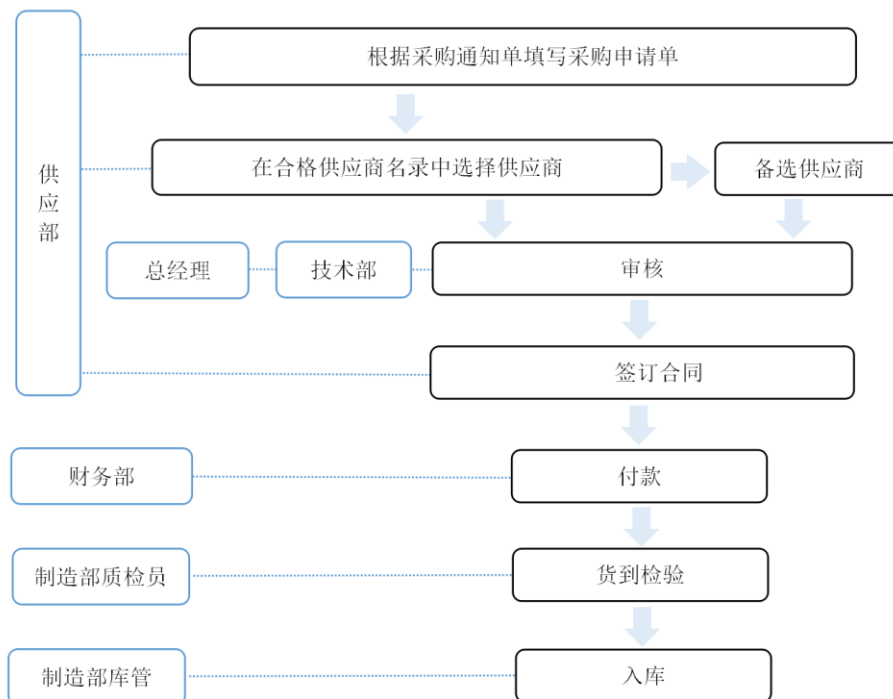 根据采购通知单填写采购申请单
供应部
在合格供应商名录中选择供应商
备选供应商
总经理
技术部
审核
签订合同
财务部
付款
制造部质检员
货到检验
制造部库管
入库